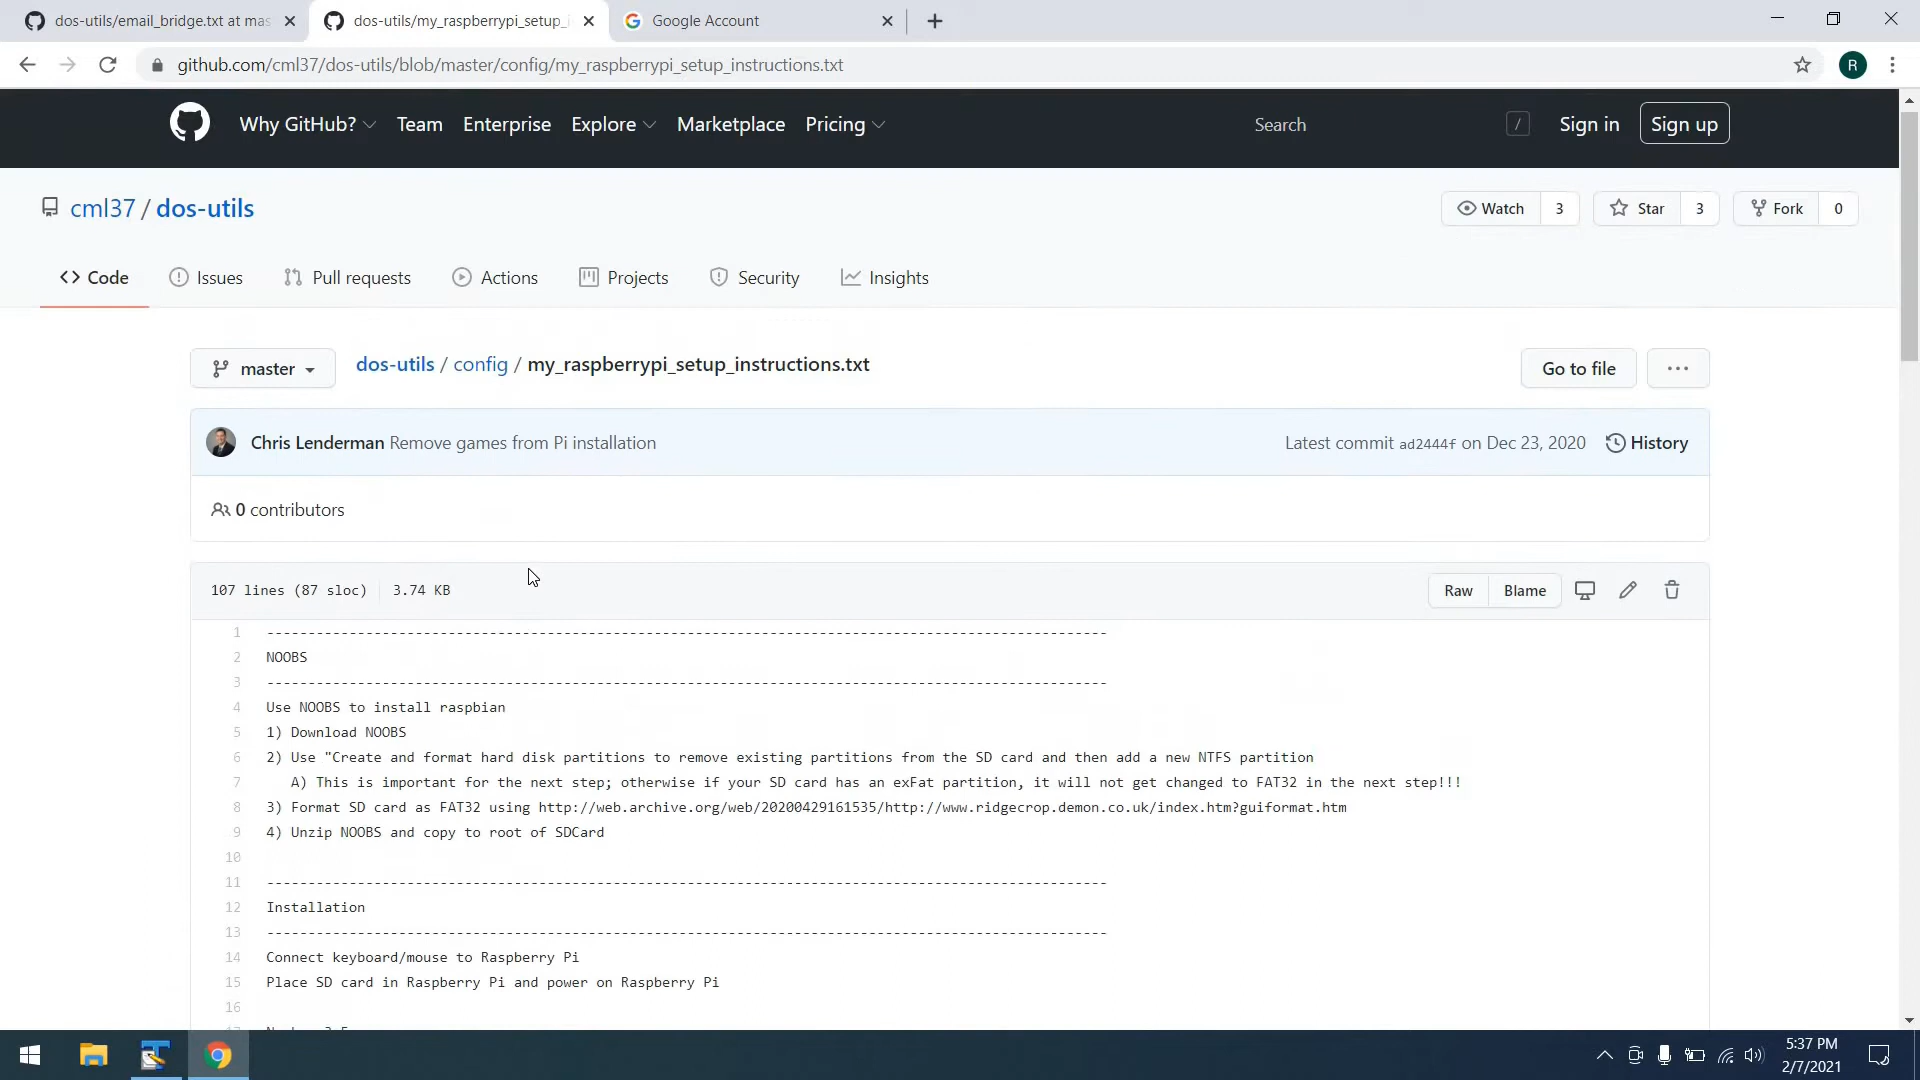 dos-utils/email_bridge.txt at mas
dos-utils/my_raspberrypi_setup_
Google Account
github.com/cml37/dos-utils/blob/master/config/my_raspberrypi_setup_instructions.txt
R
Why GitHub? Team Enterprise Explore Marketplace Pricing Search / Sign in Sign up
cml37 / dos-utils
Watch 3 Star 3 Fork 0
Code Issues Pull requests Actions Projects Security Insights
master dos-utils / config / my_raspberrypi_setup_instructions.txt Go to file ...
Chris Lenderman Remove games from Pi installation Latest commit ad2444f on Dec 23, 2020 History
0 contributors
107 lines (87 sloc) 3.74 KB Raw Blame
1 ------------------------------------------------------------------------------------------------------
2 NOOBS
3 ------------------------------------------------------------------------------------------------------
4 Use NOOBS to install raspbian
5 1) Download NOOBS
6 2) Use "Create and format hard disk partitions to remove existing partitions from the SD card and then add a new NTFS partition
7 A) This is important for the next step; otherwise if your SD card has an exFat partition, it will not get changed to FAT32 in the next step!!!
8 3) Format SD card as FAT32 using http://web.archive.org/web/20200429161535/http://www.ridgecrop.demon.co.uk/index.htm?guiformat.htm
9 4) Unzip NOOBS and copy to root of SDCard
10
11 ------------------------------------------------------------------------------------------------------
12 Installation
13 ------------------------------------------------------------------------------------------------------
14 Connect keyboard/mouse to Raspberry Pi
15 Place SD card in Raspberry Pi and power on Raspberry Pi
16
5:37 PM
2/7/2021